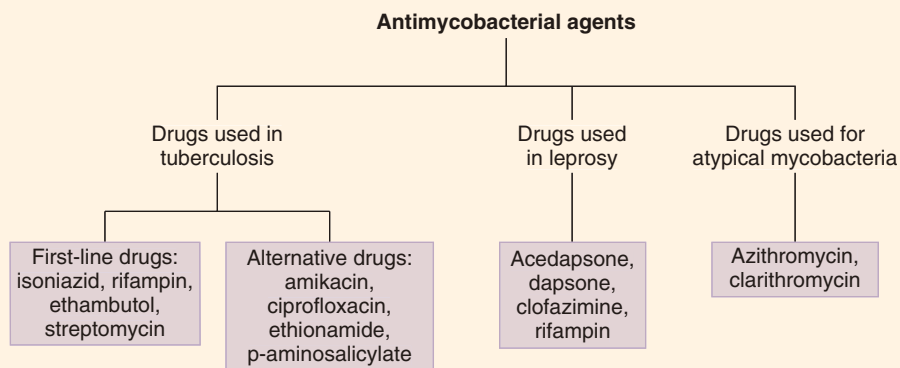 Antimycobacterial agents
Drugs used in
tuberculosis
Drugs used
in leprosy
Drugs used for
atypical mycobacteria
First-line drugs:
isoniazid, rifampin,
ethambutol,
streptomycin
Alternative drugs:
amikacin,
ciprofloxacin,
ethionamide,
p-aminosalicylate
Acedapsone,
dapsone,
clofazimine,
rifampin
Azithromycin,
clarithromycin